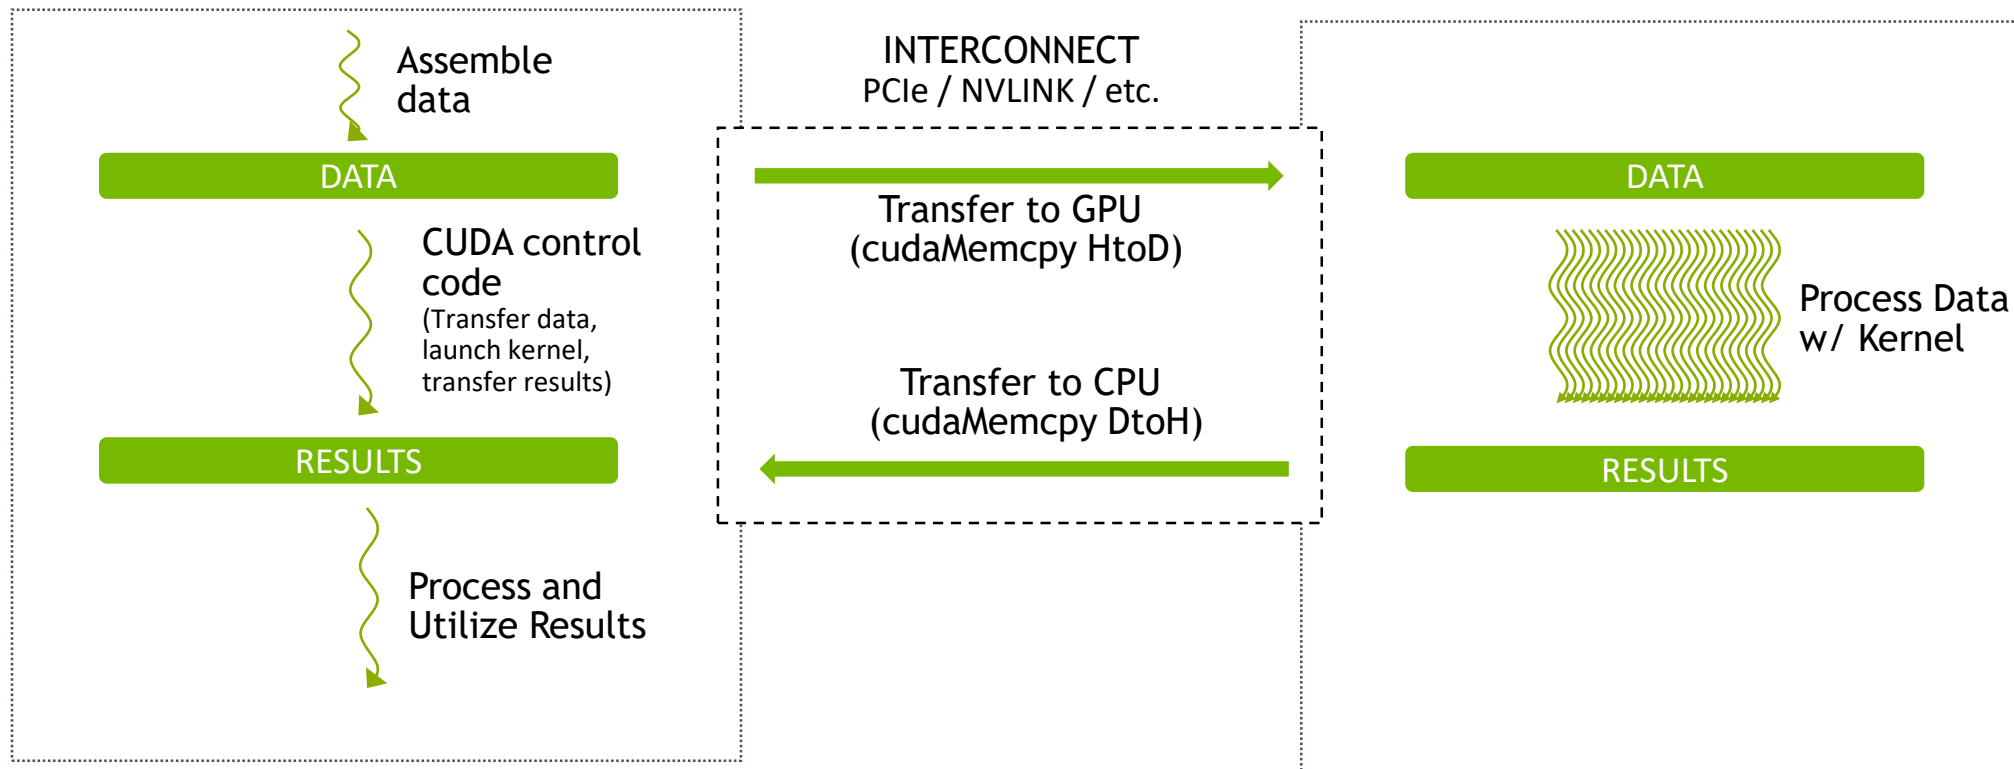 Assemble
data
DATA
CUDA control
code
(Transfer data,
launch kernel,
transfer results)
RESULTS
Process and
Utilize Results
INTERCONNECT
PCIe / NVLINK / etc.
Transfer to GPU
(cudaMemcpy HtoD)
Transfer to CPU
(cudaMemcpy DtoH)
DATA
Process Data
w/ Kernel
RESULTS